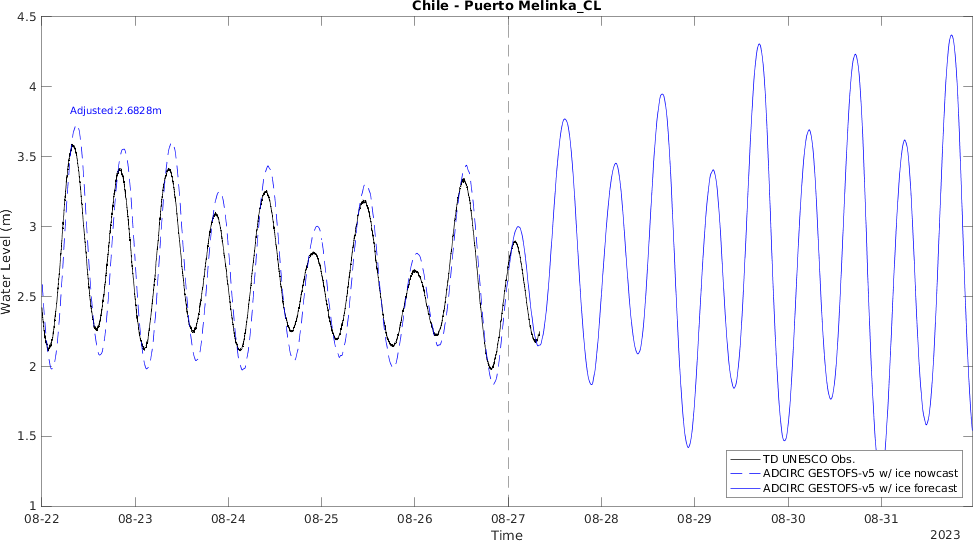 Chile - Puerto Melinka_CL
4.5
4
3.5
3
2.5
2
1.5
1
Water Level (m)
Adjusted:2.6828m
TD UNESCO Obs.
ADCIRC GESTOFS-v5 w/ ice nowcast
ADCIRC GESTOFS-v5 w/ ice forecast
08-22 08-23 08-24 08-25 08-26 08-27 08-28 08-29 08-30 08-31
Time
2023